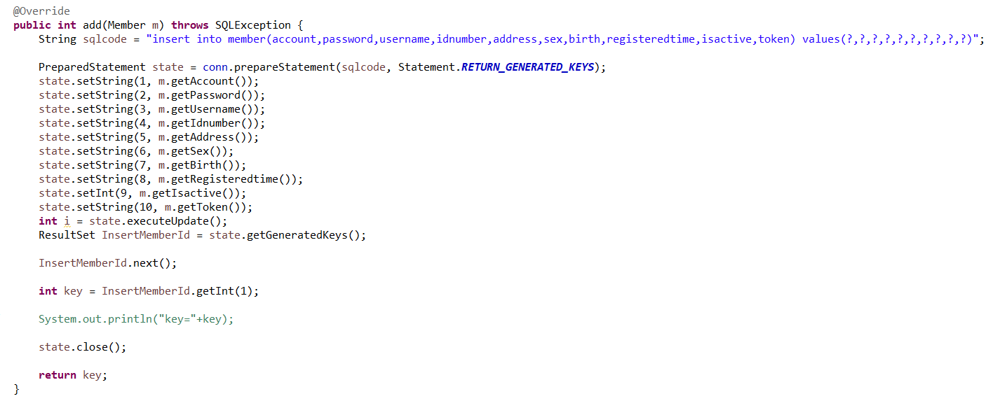 @Override
public int add(Member m) throws SQLException {
String sqlcode = "insert into member(account,password,username,idnumber,address,sex,birth,registeredtime,isactive,token) values(?,?,?,?,?,?,?,?,?,?)";
PreparedStatement state = conn.prepareStatement(sqlcode, Statement.RETURN_GENERATED_KEYS);
state.setString(1, m.getAccount());
state.setString(2, m.getPassword());
state.setString(3, m.getUsername());
state.setString(4, m.getIdnumber());
state.setString(5, m.getAddress());
state.setString(6, m.getSex());
state.setString(7, m.getBirth());
state.setString(8, m.getRegisteredtime());
state.setInt(9, m.getIsactive());
state.setString(10, m.getToken());
int i = state.executeUpdate();
ResultSet InsertMemberId = state.getGeneratedKeys();
InsertMemberId.next();
int key = InsertMemberId.getInt(1);
System.out.println("key="+key);
state.close();
return key;
}